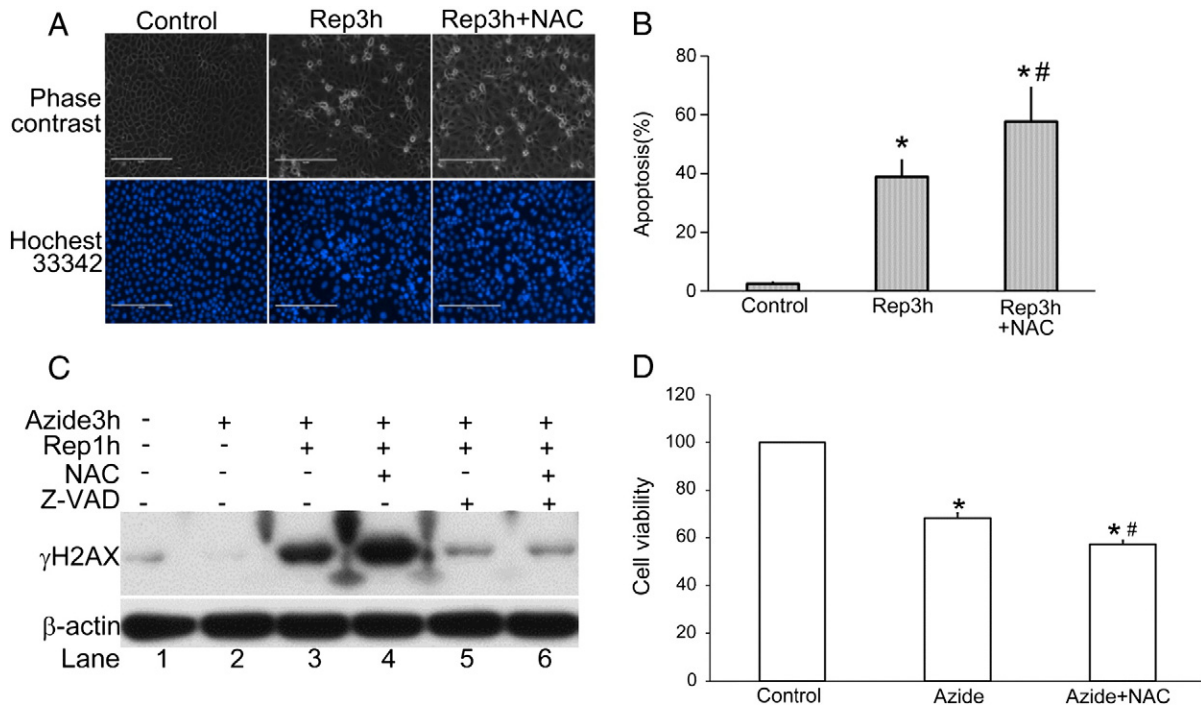 A
Control Rep3h Rep3h+NAC
Phase
contrast
Hochest
33342
B
Apoptosis(%)
80
60
40
20
0
*
* #
Control Rep3h Rep3h
+NAC
C
Azide3h - + + + + +
Rep1h - - + + + +
NAC - - - + - +
Z-VAD - - - - + +
γH2AX
β-actin
Lane 1 2 3 4 5 6
D
Cell viability
120
100
80
60
40
20
0
*
* #
Control Azide Azide+NAC